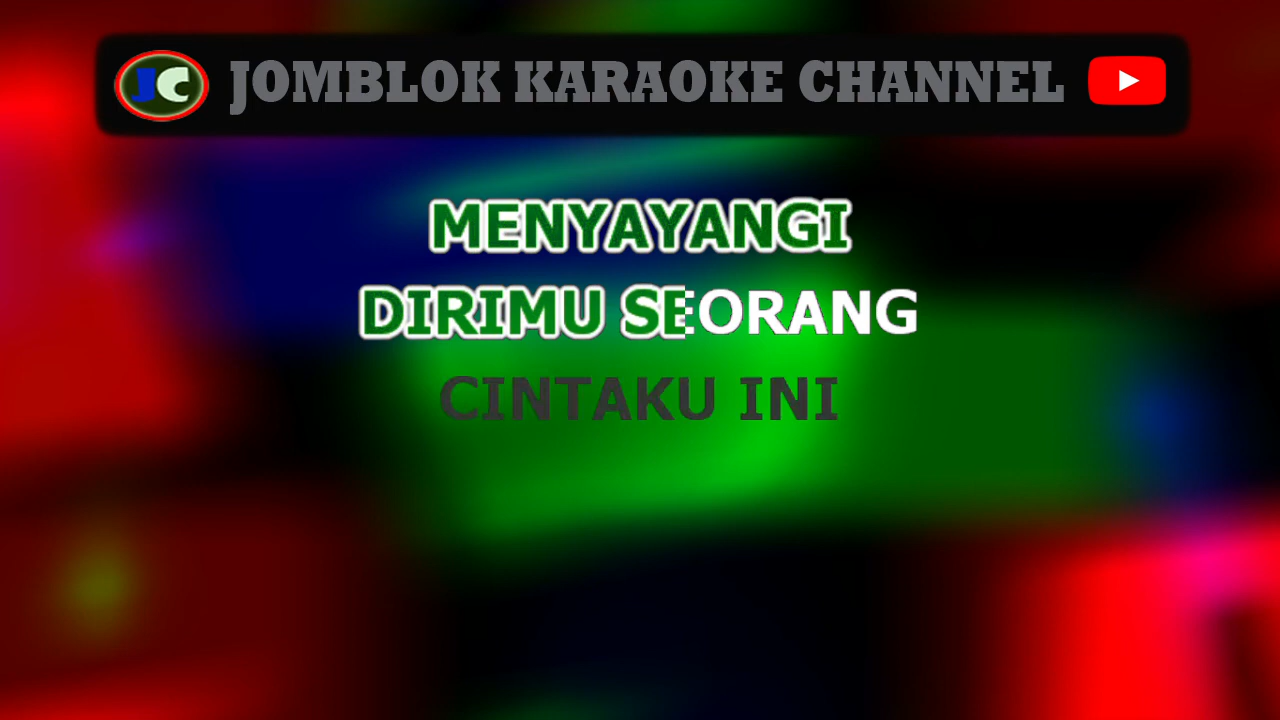 JC JOMBLOK KARAOKE CHANNEL
MENYAYANGI
DIRIMU SEORANG
CINTAKU INI